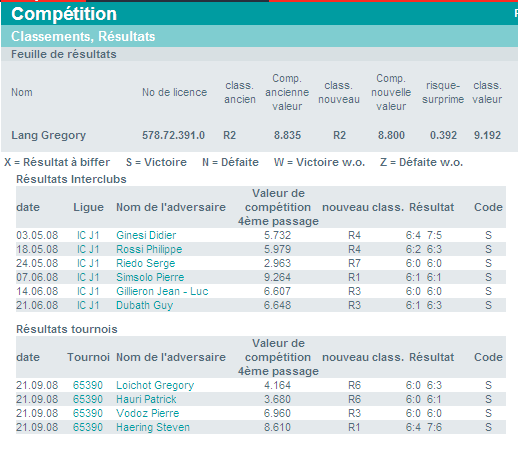 Compétition
Classements, Résultats
Feuille de résultats
Nom No de licence class. ancien Comp. ancienne valeur class. nouveau Comp. nouvelle valeur risque-surprime class. valeur
Lang Gregory 578.72.391.0 R2 8.835 R2 8.800 0.392 9.192
X = Résultat à biffer S = Victoire N = Défaite W = Victoire w.o. Z = Défaite w.o.
Résultats Interclubs
date Ligue Nom de l'adversaire Valeur de compétition 4ème passage nouveau class. Résultat Code
03.05.08 IC J1 Ginesi Didier 5.732 R4 6:4 7:5 S
18.05.08 IC J1 Rossi Philippe 5.979 R4 6:2 6:3 S
24.05.08 IC J1 Riedo Serge 2.963 R7 6:0 6:0 S
07.06.08 IC J1 Simsolo Pierre 9.264 R1 6:1 6:1 S
14.06.08 IC J1 Gillieron Jean - Luc 6.607 R3 6:0 6:0 S
21.06.08 IC J1 Dubath Guy 6.648 R3 6:1 6:3 S
Résultats tournois
date Tournoi Nom de l'adversaire Valeur de compétition 4ème passage nouveau class. Résultat Code
21.09.08 65390 Loichot Gregory 4.164 R6 6:0 6:3 S
21.09.08 65390 Hauri Patrick 3.680 R6 6:0 6:1 S
21.09.08 65390 Vodoz Pierre 6.960 R3 6:0 6:0 S
21.09.08 65390 Haering Steven 8.610 R1 6:4 7:6 S